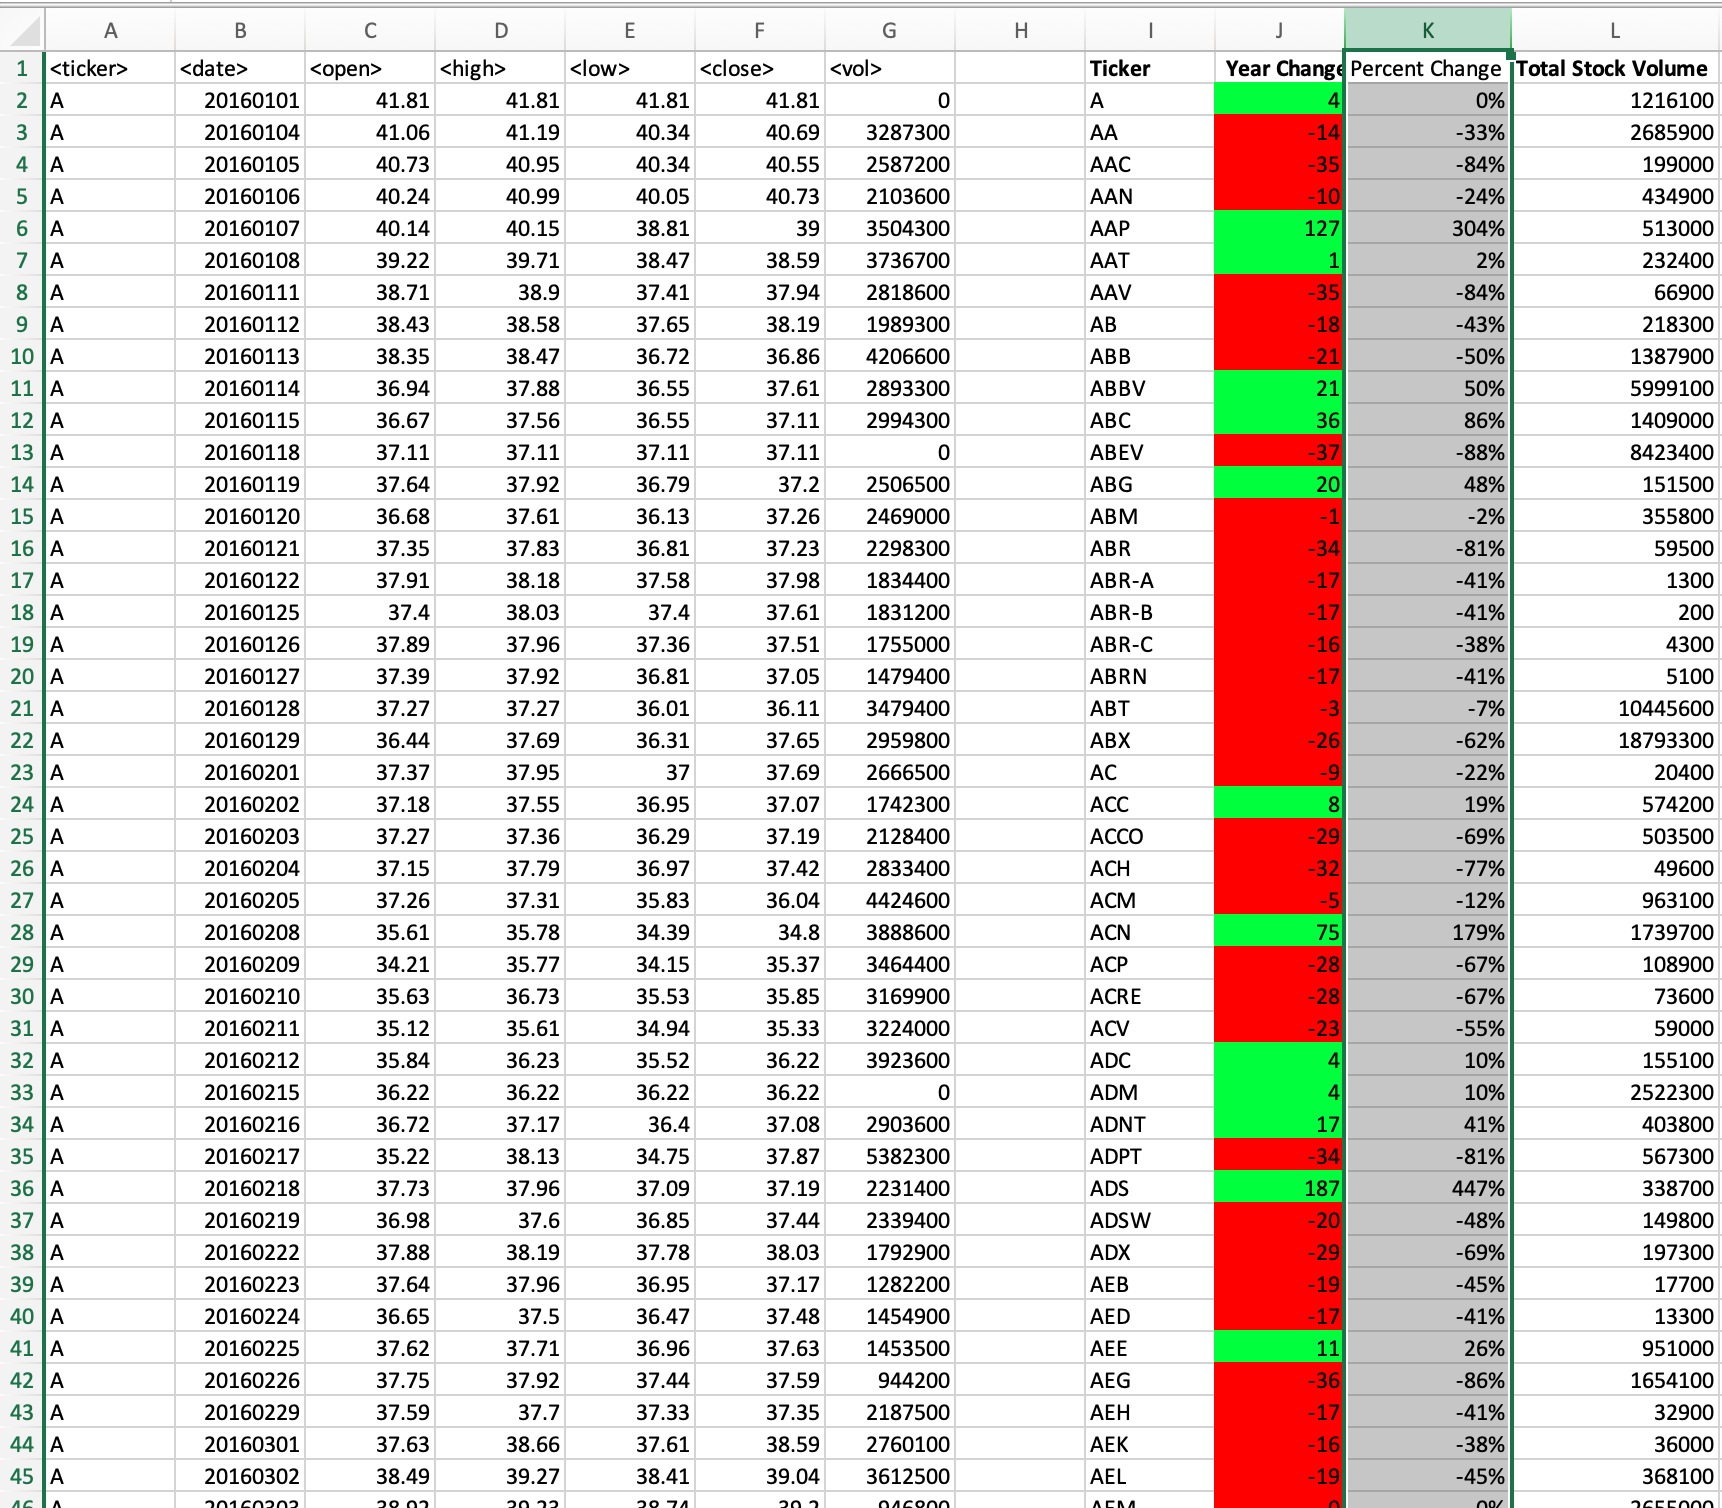 A B C D E F G H I J K L
1 <ticker> <date> <open> <high> <low> <close> <vol> Ticker Year Change Percent Change Total Stock Volume
2 A 20160101 41.81 41.81 41.81 41.81 0 A 4 0% 1216100
3 A 20160104 41.06 41.19 40.34 40.69 3287300 AA -14 -33% 2685900
4 A 20160105 40.73 40.95 40.34 40.55 2587200 AAC -35 -84% 199000
5 A 20160106 40.24 40.99 40.05 40.73 2103600 AAN -10 -24% 434900
6 A 20160107 40.14 40.15 38.81 39 3504300 AAP 127 304% 513000
7 A 20160108 39.22 39.71 38.47 38.59 3736700 AAT 1 2% 232400
8 A 20160111 38.71 38.9 37.41 37.94 2818600 AAV -35 -84% 66900
9 A 20160112 38.43 38.58 37.65 38.19 1989300 AB -18 -43% 218300
10 A 20160113 38.35 38.47 36.72 36.86 4206600 ABB -21 -50% 1387900
11 A 20160114 36.94 37.88 36.55 37.61 2893300 ABBV 21 50% 5999100
12 A 20160115 36.67 37.56 36.55 37.11 2994300 ABC 36 86% 1409000
13 A 20160118 37.11 37.11 37.11 37.11 0 ABEV -37 -88% 8423400
14 A 20160119 37.64 37.92 36.79 37.2 2506500 ABG 20 48% 151500
15 A 20160120 36.68 37.61 36.13 37.26 2469000 ABM -1 -2% 355800
16 A 20160121 37.35 37.83 36.81 37.23 2298300 ABR -34 -81% 59500
17 A 20160122 37.91 38.18 37.58 37.98 1834400 ABR-A -17 -41% 1300
18 A 20160125 37.4 38.03 37.4 37.61 1831200 ABR-B -17 -41% 200
19 A 20160126 37.89 37.96 37.36 37.51 1755000 ABR-C -16 -38% 4300
20 A 20160127 37.39 37.92 36.81 37.05 1479400 ABRN -17 -41% 5100
21 A 20160128 37.27 37.27 36.01 36.11 3479400 ABT -3 -7% 10445600
22 A 20160129 36.44 37.69 36.31 37.65 2959800 ABX -26 -62% 18793300
23 A 20160201 37.37 37.95 37 37.69 2666500 AC -9 -22% 20400
24 A 20160202 37.18 37.55 36.95 37.07 1742300 ACC 8 19% 574200
25 A 20160203 37.27 37.36 36.29 37.19 2128400 ACCO -29 -69% 503500
26 A 20160204 37.15 37.79 36.97 37.42 2833400 ACH -32 -77% 49600
27 A 20160205 37.26 37.31 35.83 36.04 4424600 ACM -5 -12% 963100
28 A 20160208 35.61 35.78 34.39 34.8 3888600 ACN 75 179% 1739700
29 A 20160209 34.21 35.77 34.15 35.37 3464400 ACP -28 -67% 108900
30 A 20160210 35.63 36.73 35.53 35.85 3169900 ACRE -28 -67% 73600
31 A 20160211 35.12 35.61 34.94 35.33 3224000 ACV -23 -55% 59000
32 A 20160212 35.84 36.23 35.52 36.22 3923600 ADC 4 10% 155100
33 A 20160215 36.22 36.22 36.22 36.22 0 ADM 4 10% 2522300
34 A 20160216 36.72 37.17 36.4 37.08 2903600 ADNT 17 41% 403800
35 A 20160217 35.22 38.13 34.75 37.87 5382300 ADPT -34 -81% 567300
36 A 20160218 37.73 37.96 37.09 37.19 2231400 ADS 187 447% 338700
37 A 20160219 36.98 37.6 36.85 37.44 2339400 ADSW -20 -48% 149800
38 A 20160222 37.88 38.19 37.78 38.03 1792900 ADX -29 -69% 197300
39 A 20160223 37.64 37.96 36.95 37.17 1282200 AEB -19 -45% 17700
40 A 20160224 36.65 37.5 36.47 37.48 1454900 AED -17 -41% 13300
41 A 20160225 37.62 37.71 36.96 37.63 1453500 AEE 11 26% 951000
42 A 20160226 37.75 37.92 37.44 37.59 944200 AEG -36 -86% 1654100
43 A 20160229 37.59 37.7 37.33 37.35 2187500 AEH -17 -41% 32900
44 A 20160301 37.63 38.66 37.61 38.59 2760100 AEK -16 -38% 36000
45 A 20160302 38.49 39.27 38.41 39.04 3612500 AEL -19 -45% 368100